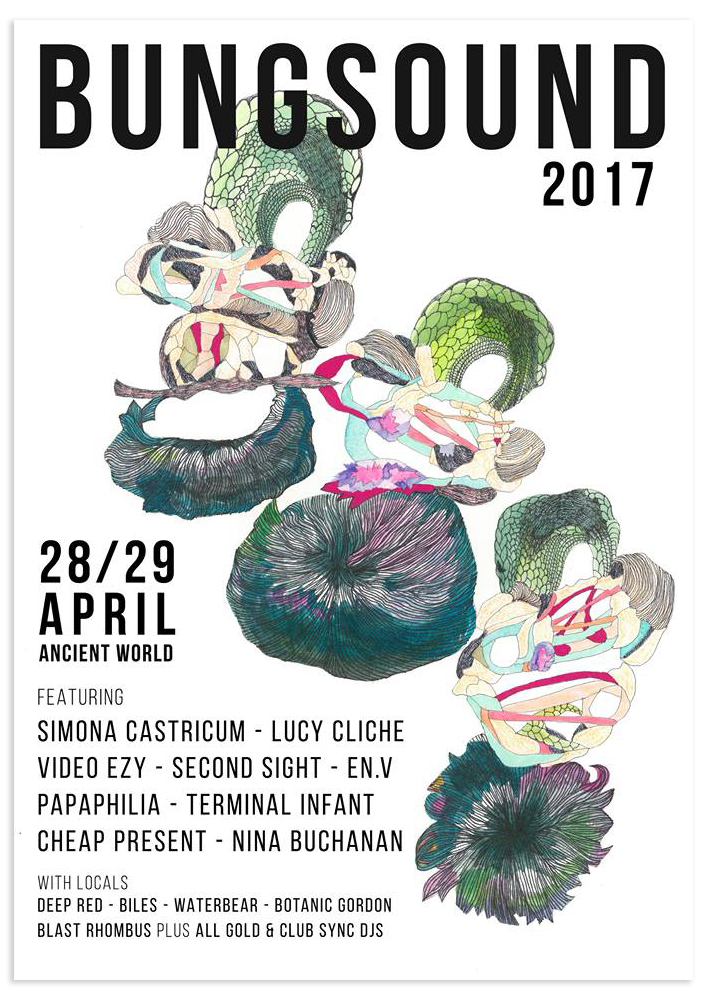 BUNGSOUND
2017
28/29
APRIL
ANCIENT WORLD
FEATURING
SIMONA CASTRICUM - LUCY CLICHE
VIDEO EZY - SECOND SIGHT - EN.V
PAPAPHILIA - TERMINAL INFANT
CHEAP PRESENT - NINA BUCHANAN
WITH LOCALS
DEEP RED - BILES - WATERBEAR - BOTANIC GORDON
BLAST RHOMBUS PLUS ALL GOLD & CLUB SYNC DJS